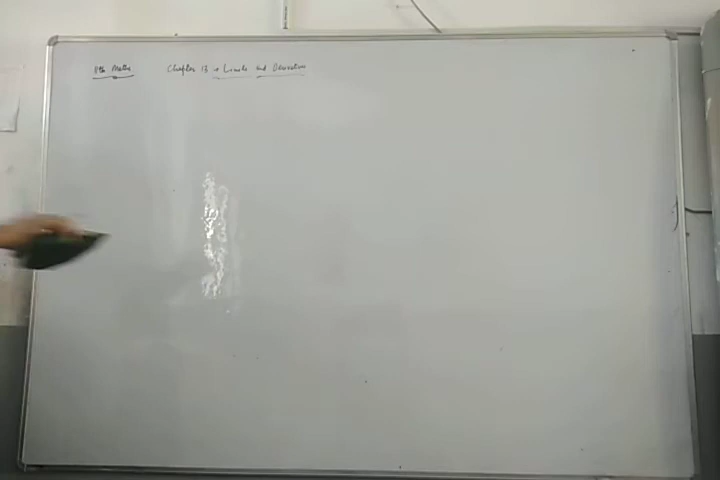 11th Maths Chapter 13 → Limits and Derivatives